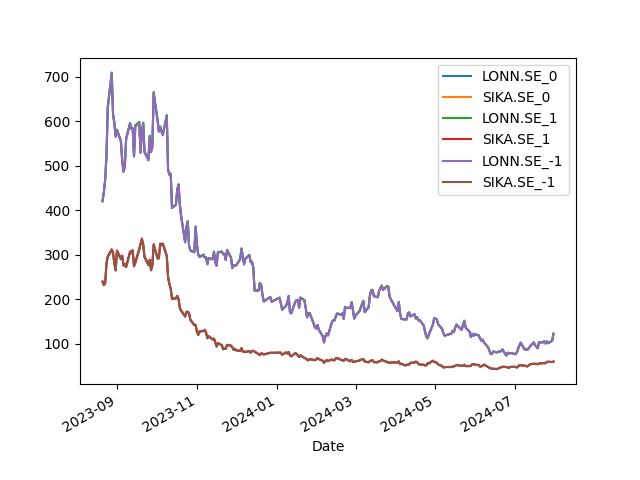 700
600
500
400
300
200
100
2023-09
2023-11
2024-01
2024-03
2024-05
2024-07
Date
LONN.SE_0
SIKA.SE_0
LONN.SE_1
SIKA.SE_1
LONN.SE_-1
SIKA.SE_-1